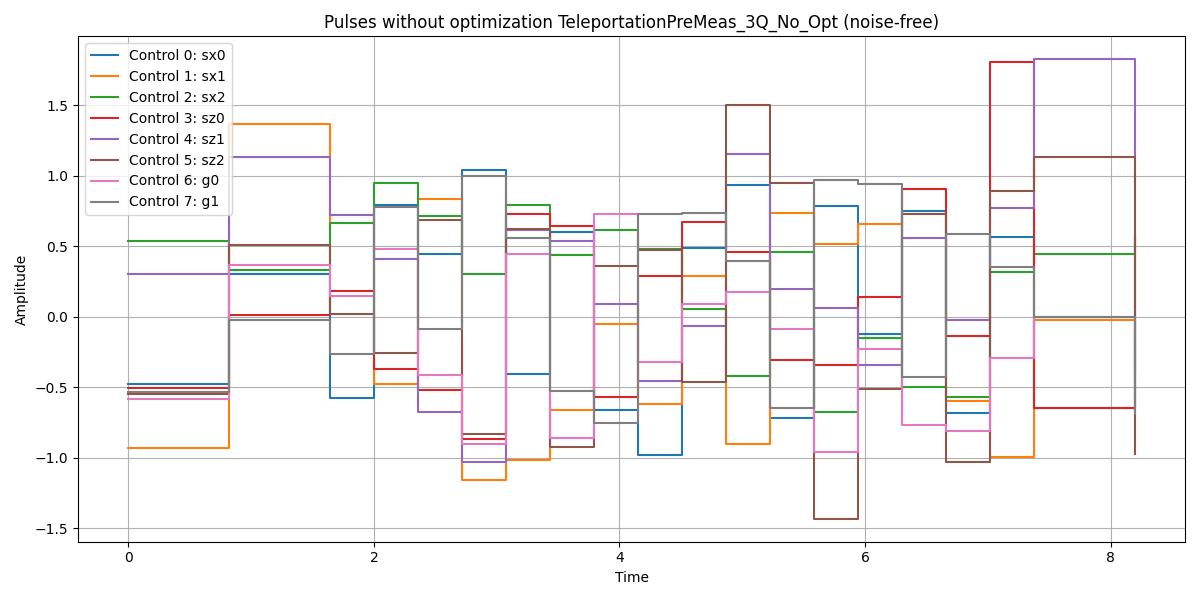 Pulses without optimization TeleportationPreMeas_3Q_No_Opt (noise-free)
Control 0: sx0
Control 1: sx1
Control 2: sx2
Control 3: sz0
Control 4: sz1
Control 5: sz2
Control 6: g0
Control 7: g1
Amplitude
1.5
1.0
0.5
0.0
−0.5
−1.0
−1.5
0 2 4 6 8
Time